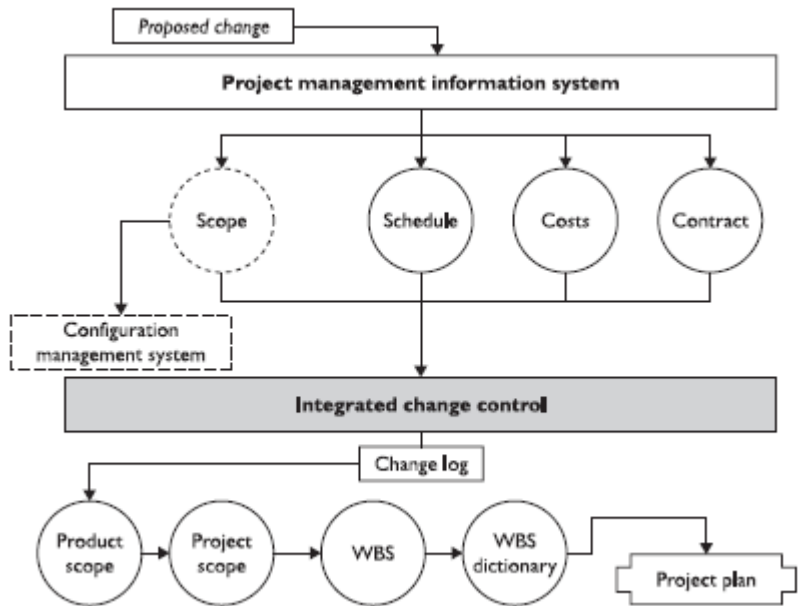 Proposed change
Project management information system
Scope
Schedule
Costs
Contract
Configuration
management system
Integrated change control
Change log
Product
scope
Project
scope
WBS
WBS
dictionary
Project plan